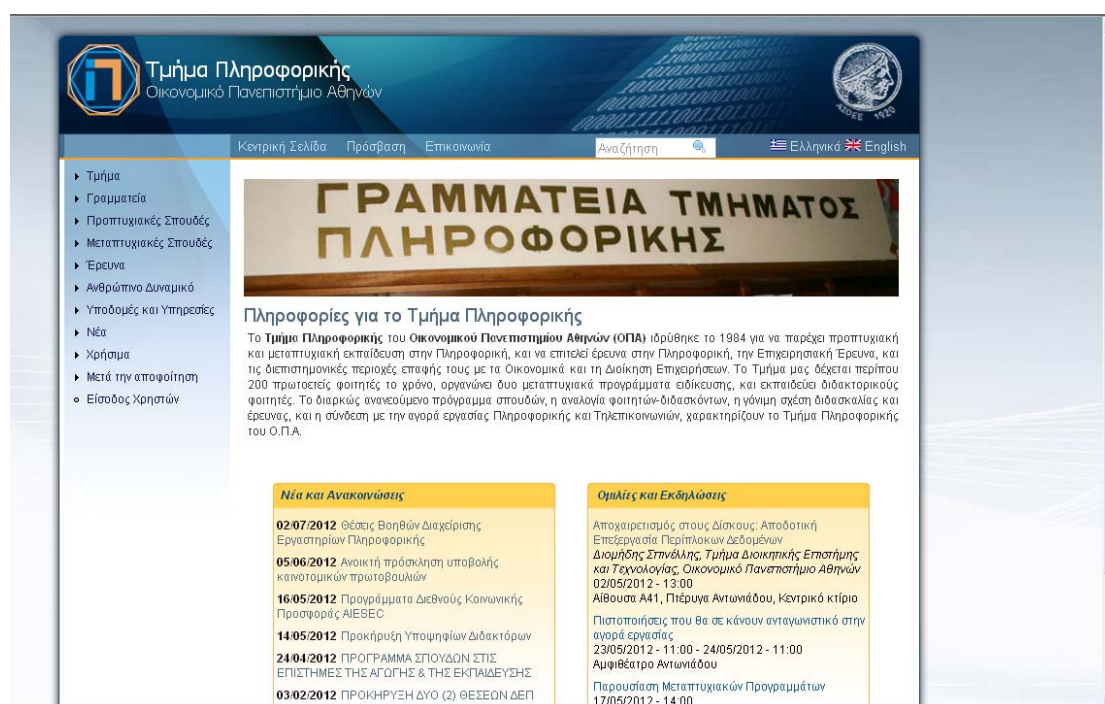 Τμήμα Πληροφορικής
Οικονομικό Πανεπιστήμιο Αθηνών
ΑΣΟΕΕ 1920
Κεντρική Σελίδα Πρόσβαση Επικοινωνία Αναζήτηση Ελληνικά English
Τμήμα
Γραμματεία
Προπτυχιακές Σπουδές
Μεταπτυχιακές Σπουδές
Έρευνα
Ανθρώπινο Δυναμικό
Υποδομές και Υπηρεσίες
Νέα
Χρήσιμα
Μετά την αποφοίτηση
Είσοδος Χρηστών
ΓΡΑΜΜΑΤΕΙΑ ΤΜΗΜΑΤΟΣ
ΠΛΗΡΟΦΟΡΙΚΗΣ
Πληροφορίες για το Τμήμα Πληροφορικής
Το Τμήμα Πληροφορικής του Οικονομικού Πανεπιστημίου Αθηνών (ΟΠΑ) ιδρύθηκε το 1984 για να παρέχει προπτυχιακή
και μεταπτυχιακή εκπαίδευση στην Πληροφορική, και να επιτελεί έρευνα στην Πληροφορική, την Επιχειρησιακή Έρευνα, και
τις διεπιστημονικές περιοχές επαφής τους με τα Οικονομικά και τη Διοίκηση Επιχειρήσεων. Το Τμήμα μας δέχεται περίπου
200 πρωτοετείς φοιτητές το χρόνο, οργανώνει δυο μεταπτυχιακά προγράμματα ειδίκευσης, και εκπαιδεύει διδακτορικούς
φοιτητές. Το διαρκώς ανανεούμενο πρόγραμμα σπουδών, η αναλογία φοιτητών-διδασκόντων, η γόνιμη σχέση διδασκαλίας και
έρευνας, και η σύνδεση με την αγορά εργασίας Πληροφορικής και Τηλεπικοινωνιών, χαρακτηρίζουν το Τμήμα Πληροφορικής
του Ο.Π.Α.
Νέα και Ανακοινώσεις
02/07/2012 Θέσεις Βοηθών Διαχείρισης
Εργαστηρίων Πληροφορικής
05/06/2012 Ανοικτή πρόσκληση υποβολής
καινοτομικών πρωτοβουλιών
16/05/2012 Προγράμματα Διεθνούς Κοινωνικής
Προσφοράς AIESEC
14/05/2012 Προκήρυξη Υποψηφίων Διδακτόρων
24/04/2012 ΠΡΟΓΡΑΜΜΑ ΣΠΟΥΔΩΝ ΣΤΙΣ
ΕΠΙΣΤΗΜΕΣ ΤΗΣ ΑΓΩΓΗΣ & ΤΗΣ ΕΚΠΑΙΔΕΥΣΗΣ
03/02/2012 ΠΡΟΚΗΡΥΞΗ ΔΥΟ (2) ΘΕΣΕΩΝ ΔΕΠ
Ομιλίες και Εκδηλώσεις
Αποχαιρετισμός στους Δίσκους: Αποδοτική
Επεξεργασία Περίπλοκων Δεδομένων
Διομήδης Σπινέλλης, Τμήμα Διοικητικής Επιστήμης
και Τεχνολογίας, Οικονομικό Πανεπιστήμιο Αθηνών
02/05/2012 - 13:00
Αίθουσα Α41, Πτέρυγα Αντωνιάδου, Κεντρικό κτίριο
Πιστοποιήσεις που θα σε κάνουν ανταγωνιστικό στην
αγορά εργασίας
23/05/2012 - 11:00 - 24/05/2012 - 11:00
Αμφιθέατρο Αντωνιάδου
Παρουσίαση Μεταπτυχιακών Προγραμμάτων
17/05/2012 - 14:00